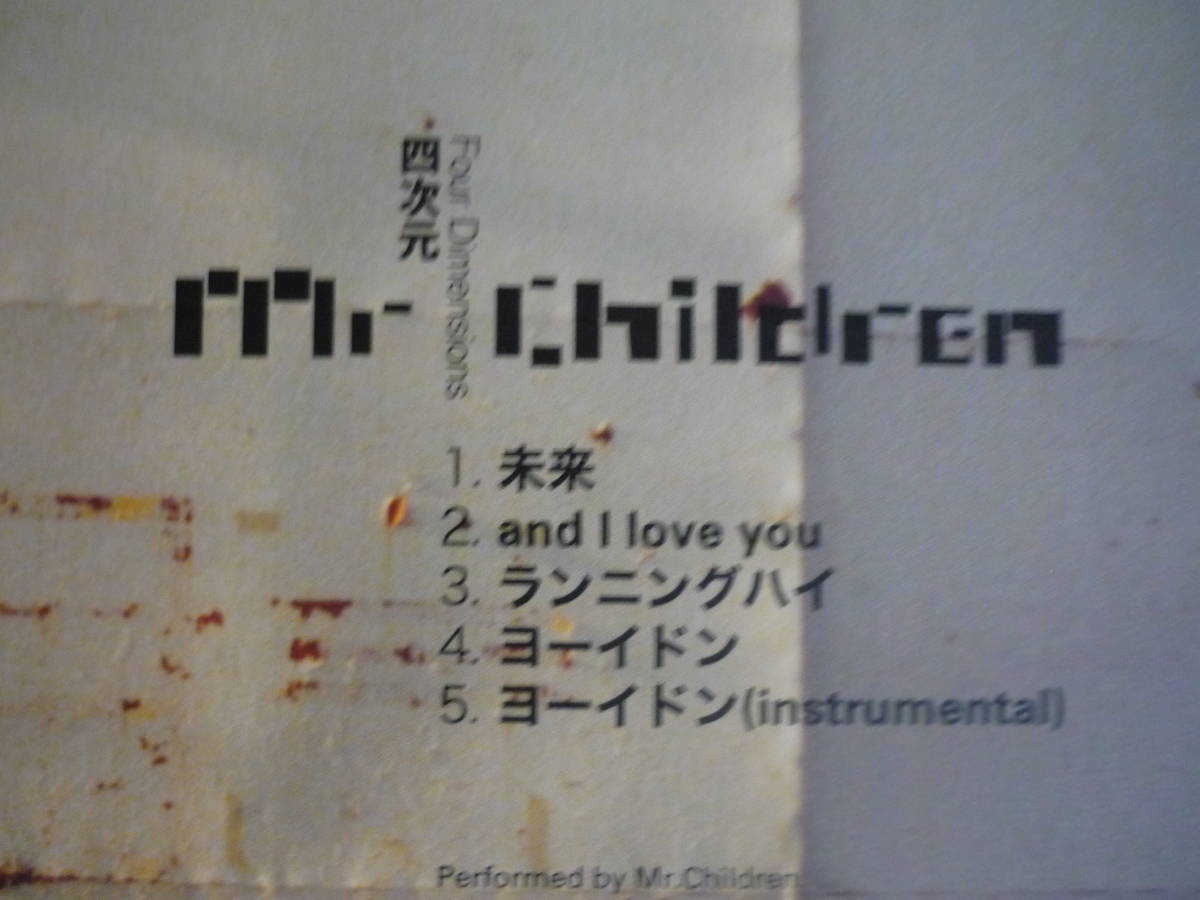 四次元
Four Dimensions
Mr Children
1. 未来
2. and I love you
3. ランニングハイ
4. ヨーイドン
5. ヨーイドン(instrumental)
Performed by Mr.Children